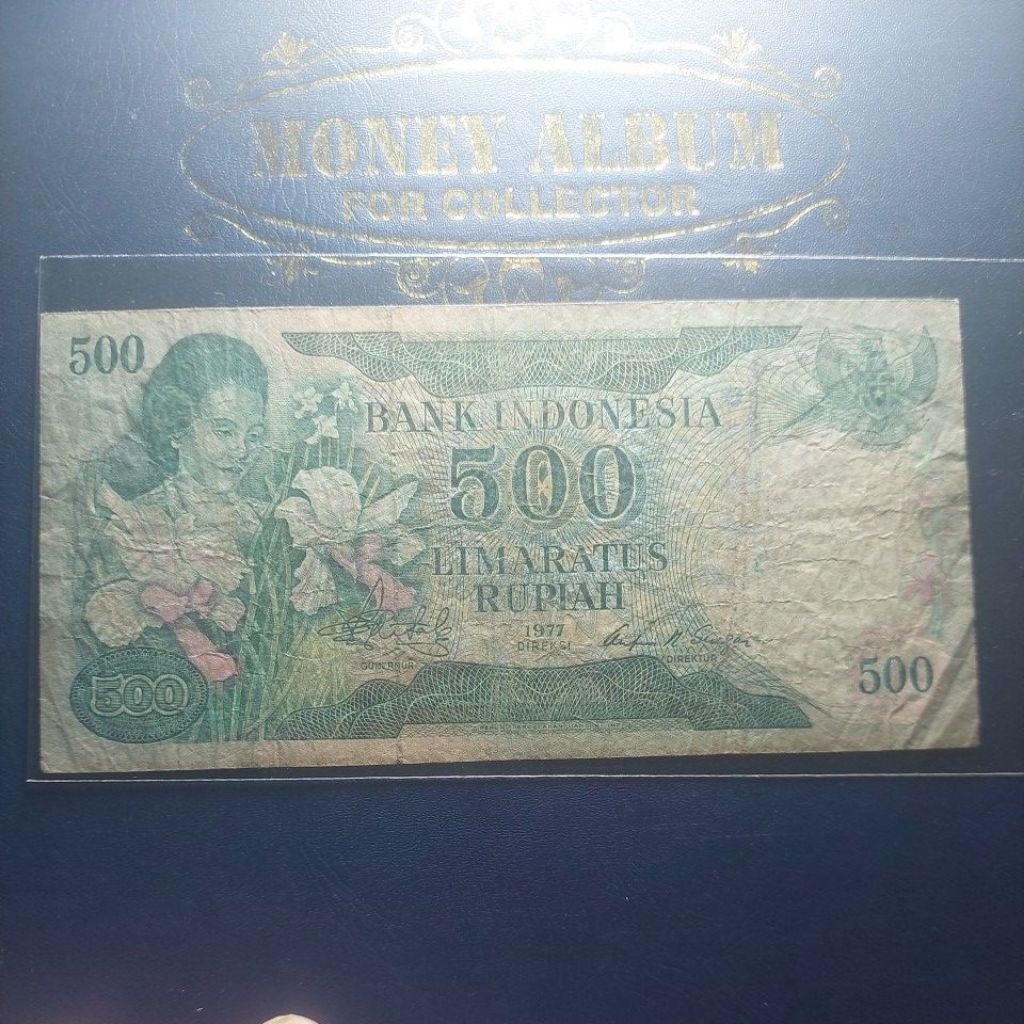 MONEY ALBUM
FOR COLLECTOR
500
BANK INDONESIA
500
LIMARATUS
RUPIAH
1977
DIREKSI
GUBERNUR
DIREKTUR
500
500